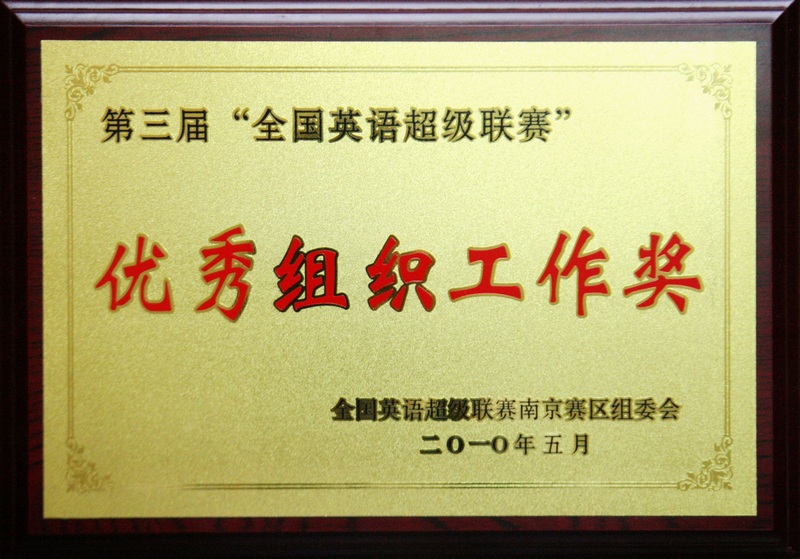 第三届“全国英语超级联赛”
优秀组织工作奖
全国英语超级联赛南京赛区组委会
二〇一〇年五月